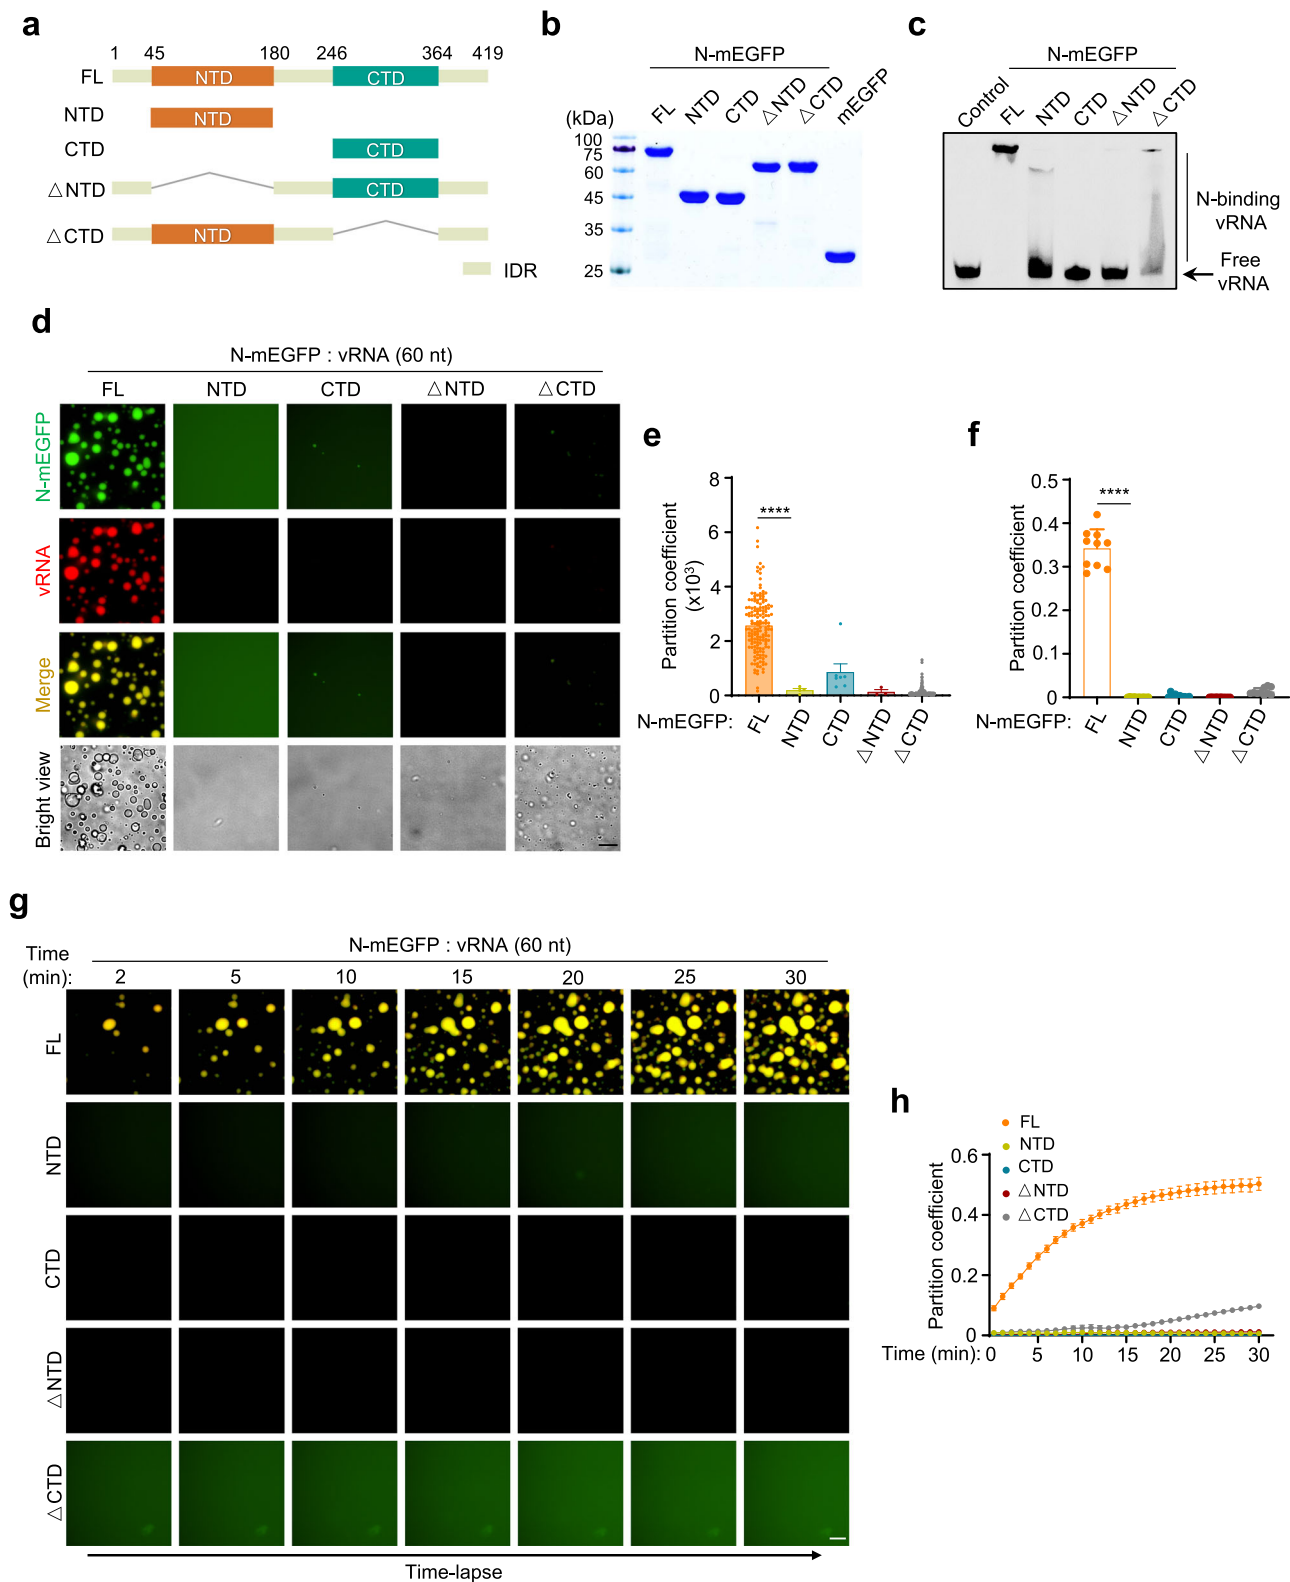 a
1 45 180 246 364 419
FL NTD CTD
NTD NTD
CTD CTD
△NTD CTD
△CTD NTD
IDR
b
N-mEGFP
(kDa) FL NTD CTD △NTD △CTD mEGFP
100
75
60
45
35
25
c
N-mEGFP
Control FL NTD CTD △NTD △CTD
N-binding
vRNA
Free
vRNA
d
N-mEGFP : vRNA (60 nt)
FL NTD CTD △NTD △CTD
N-mEGFP
vRNA
Merge
Bright view
e
Partition coefficient
(x10³)
8
6
4
2
0
****
N-mEGFP: FL NTD CTD △NTD △CTD
f
Partition coefficient
0.5
0.4
0.3
0.2
0.1
0
****
N-mEGFP: FL NTD CTD △NTD △CTD
g
N-mEGFP : vRNA (60 nt)
Time
(min): 2 5 10 15 20 25 30
FL
NTD
CTD
△NTD
△CTD
Time-lapse
h
FL
NTD
CTD
△NTD
△CTD
Partition coefficient
0.6
0.4
0.2
0
Time (min): 0 5 10 15 20 25 30